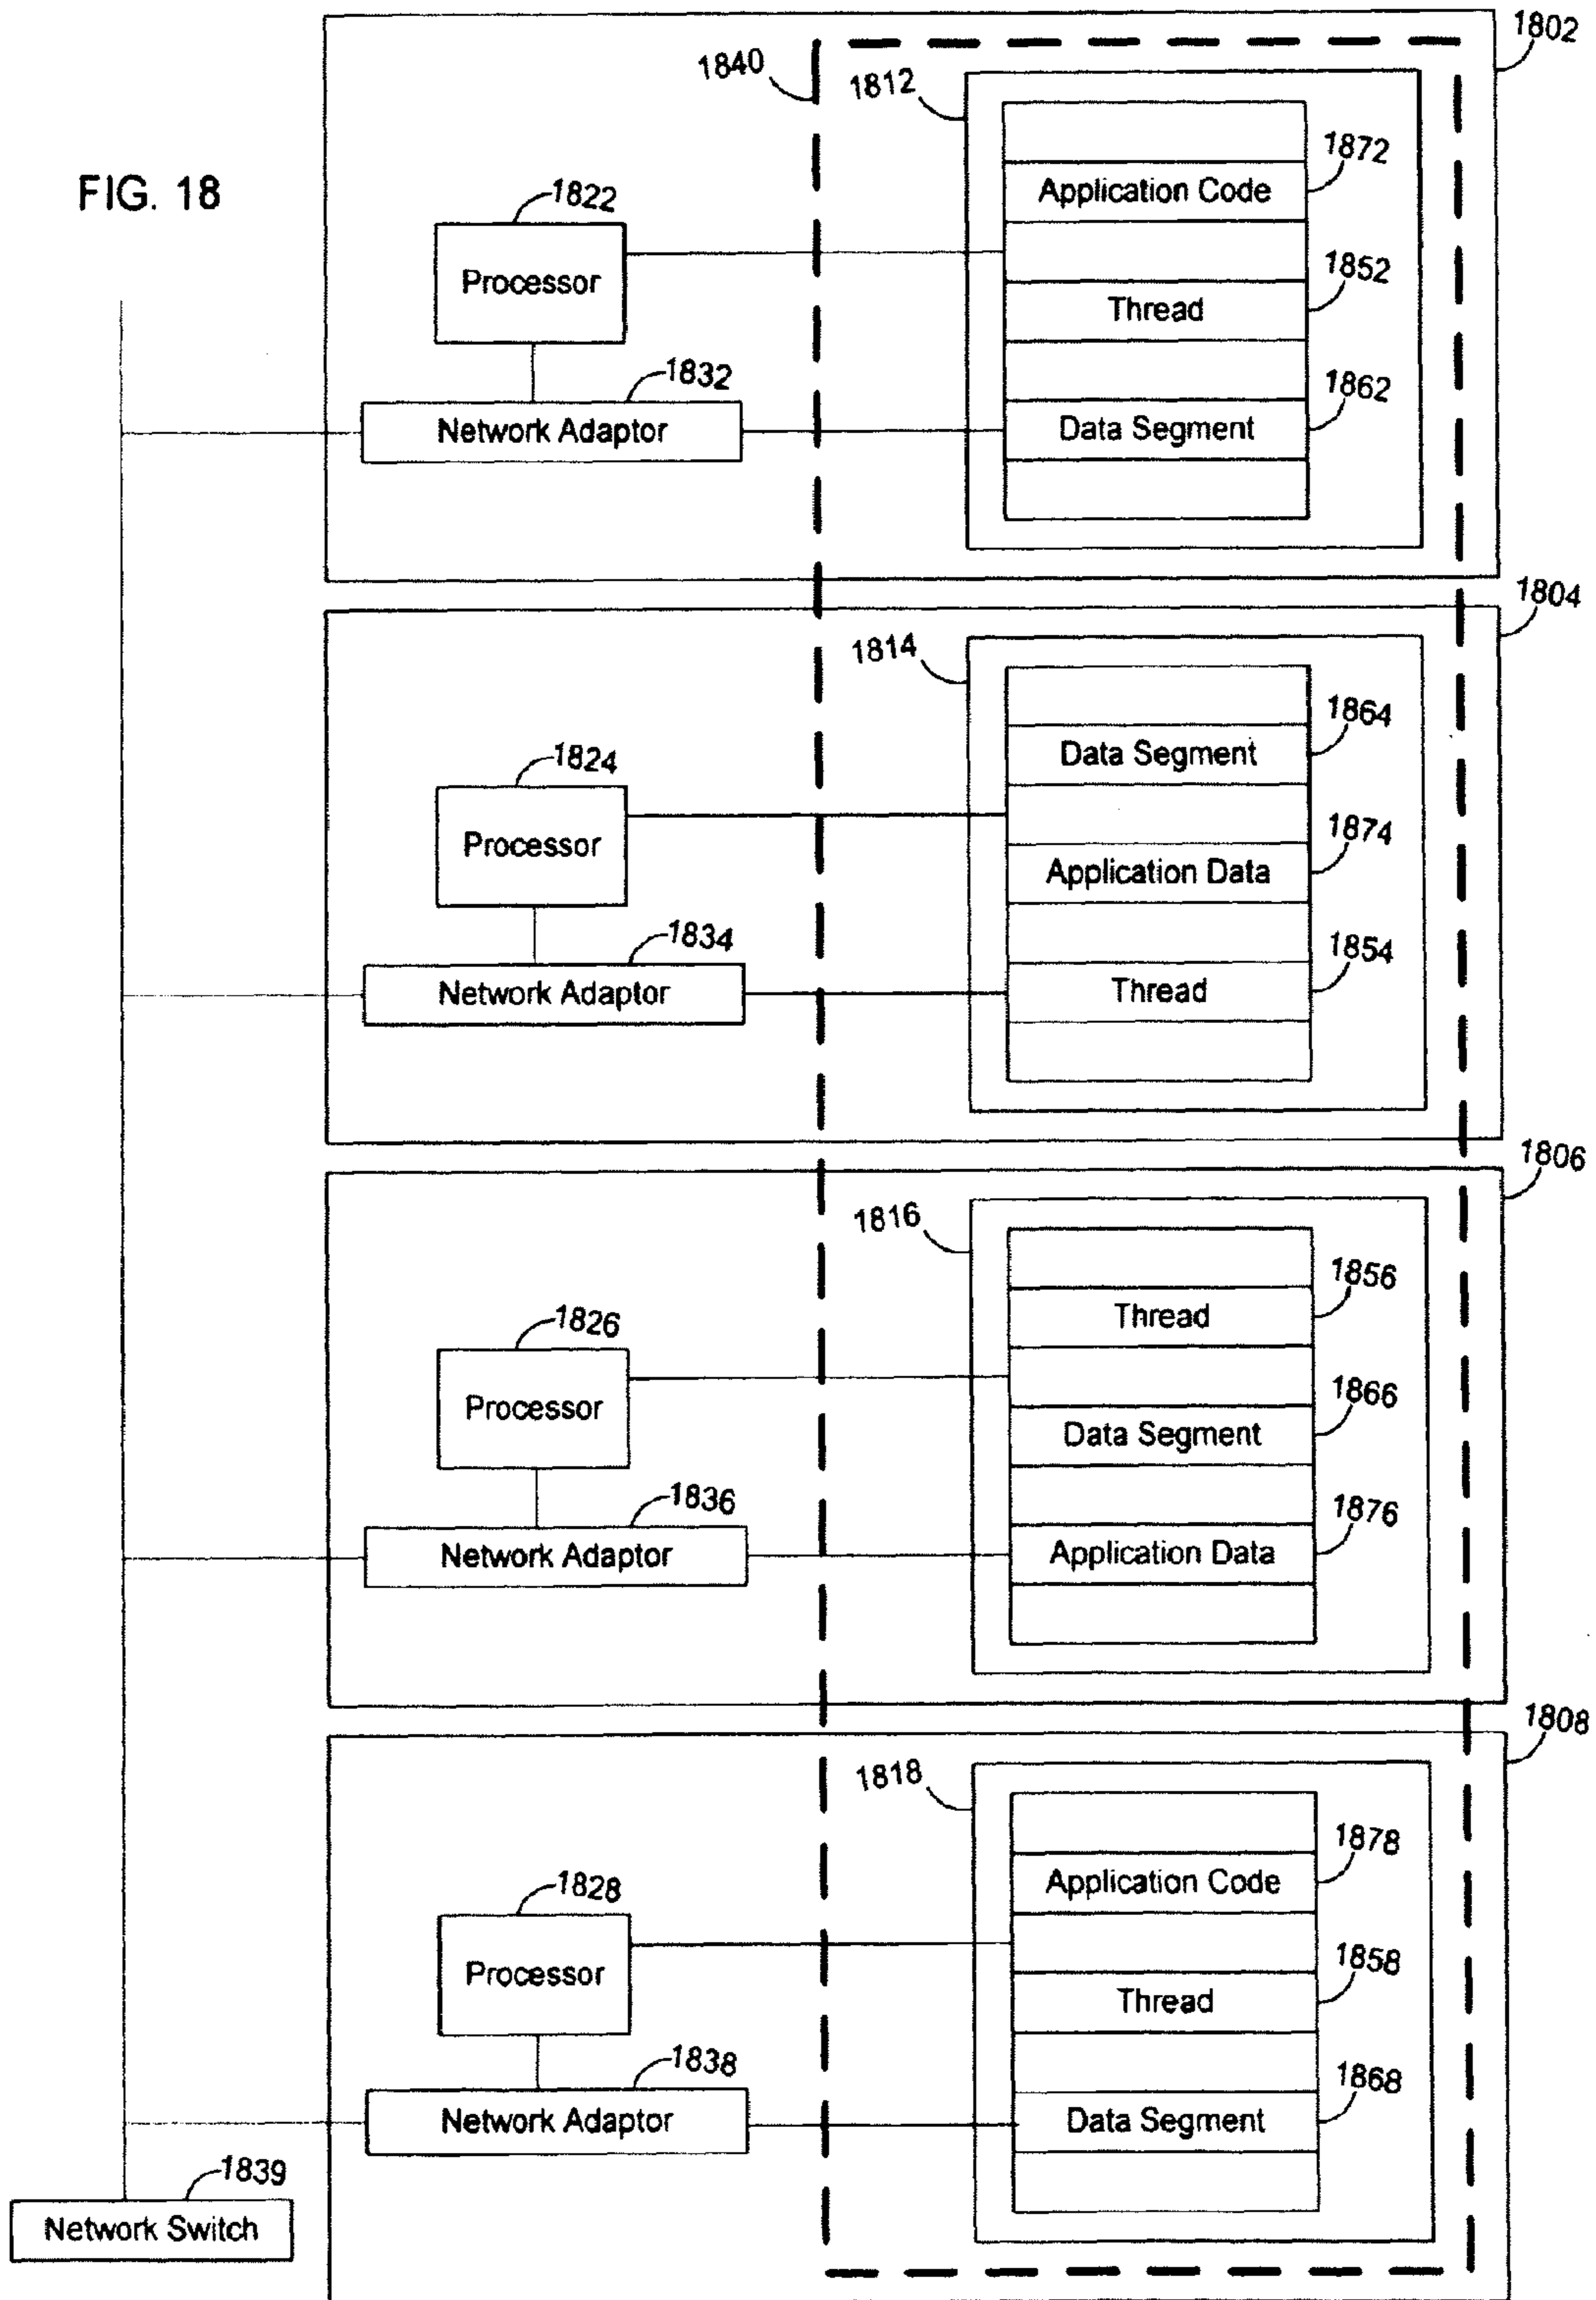 1802
1840
1812
FIG. 18
1872
Application Code
1822
Processor
1852
Thread
1832
Network Adaptor
1862
Data Segment
1804
1814
1864
Data Segment
1824
Processor
1874
Application Data
1834
Network Adaptor
1854
Thread
1806
1816
1856
Thread
1826
Processor
1866
Data Segment
1836
Network Adaptor
1876
Application Data
1808
1818
1878
Application Code
1828
Processor
1858
Thread
1838
Network Adaptor
1868
Data Segment
1839
Network Switch